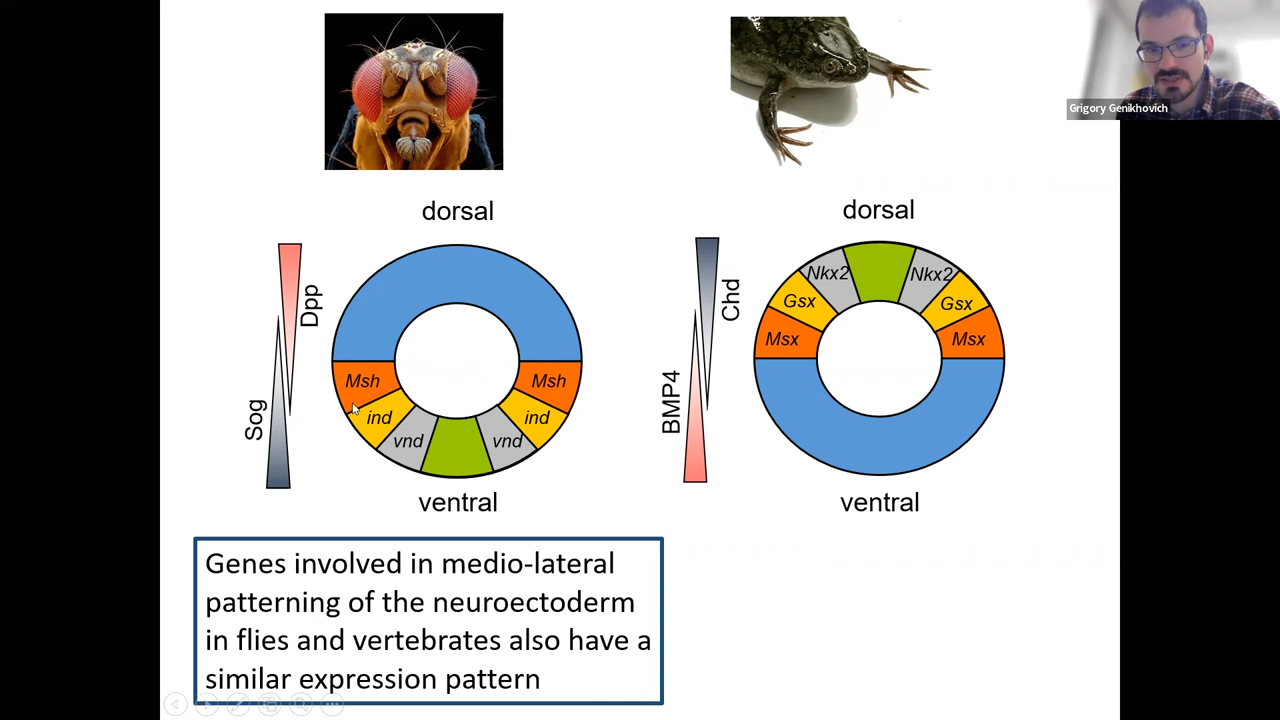 Grigory Genikhovich
dorsal
dorsal
Dpp
Sog
Msh
Msh
ind
ind
vnd
vnd
ventral
Chd
BMP4
Nkx2
Nkx2
Gsx
Gsx
Msx
Msx
ventral
Genes involved in medio-lateral
patterning of the neuroectoderm
in flies and vertebrates also have a
similar expression pattern